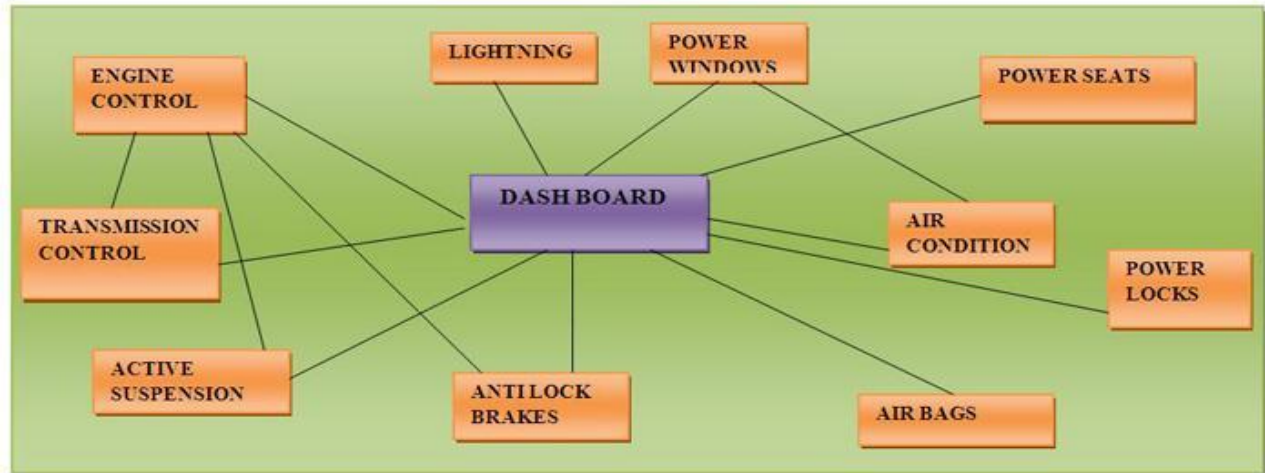 ENGINE
CONTROL
LIGHTNING
POWER
WINDOWS
POWER SEATS
DASH BOARD
TRANSMISSION
CONTROL
AIR
CONDITION
POWER
LOCKS
ACTIVE
SUSPENSION
ANTI LOCK
BRAKES
AIR BAGS